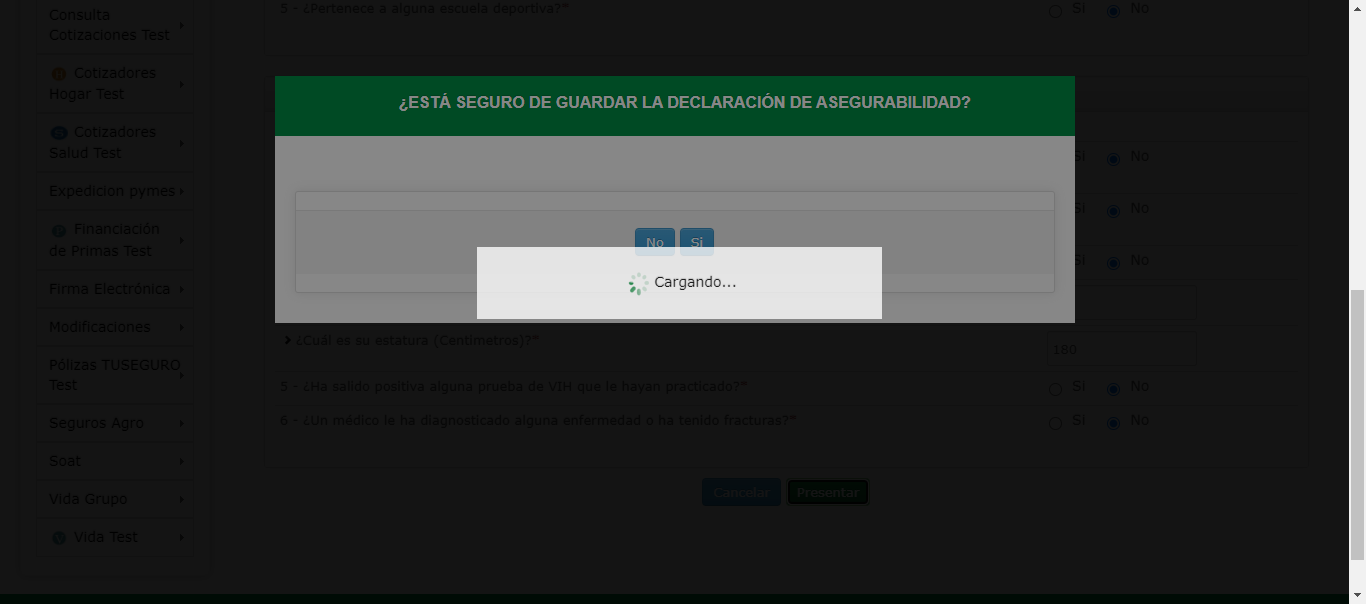 Consulta
Cotizaciones Test
Cotizadores
Hogar Test
Cotizadores
Salud Test
Expedicion pymes
Financiación
de Primas Test
Firma Electrónica
Modificaciones
Pólizas TUSEGURO
Test
Seguros Agro
Soat
Vida Grupo
Vida Test
5 - ¿Pertenece a alguna escuela deportiva?*
Si No
¿ESTÁ SEGURO DE GUARDAR LA DECLARACIÓN DE ASEGURABILIDAD?
Si No
Si No
No Si
Si No
Cargando...
¿Cuál es su estatura (Centimetros)?*
180
5 - ¿Ha salido positiva alguna prueba de VIH que le hayan practicado?*
Si No
6 - ¿Un médico le ha diagnosticado alguna enfermedad o ha tenido fracturas?*
Si No
Cancelar Presentar